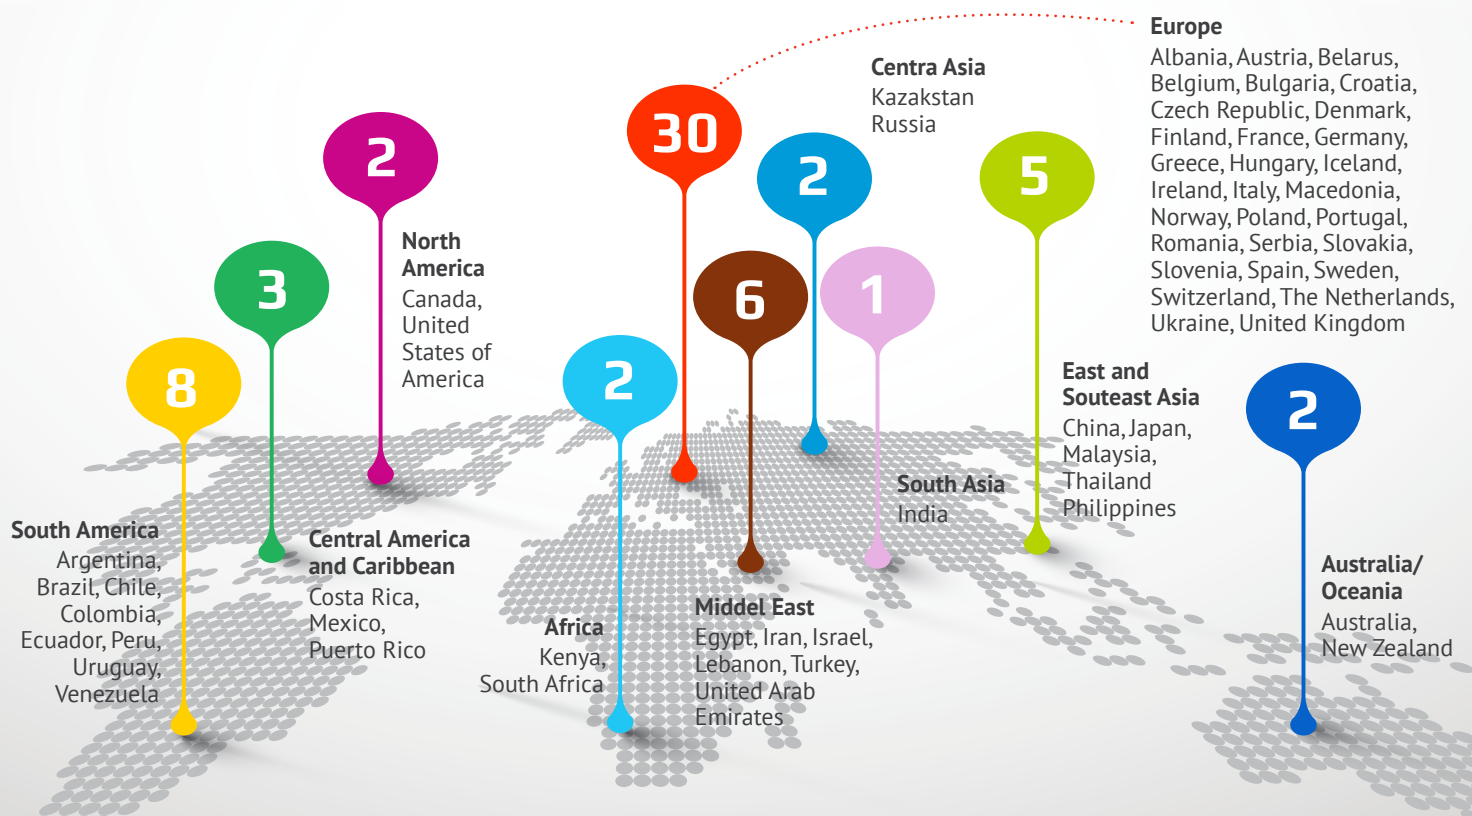 Europe
Albania, Austria, Belarus,
Belgium, Bulgaria, Croatia,
Czech Republic, Denmark,
Finland, France, Germany,
Greece, Hungary, Iceland,
Ireland, Italy, Macedonia,
Norway, Poland, Portugal,
Romania, Serbia, Slovakia,
Slovenia, Spain, Sweden,
Switzerland, The Netherlands,
Ukraine, United Kingdom
30
Centra Asia
Kazakstan
Russia
2
2
North
America
Canada,
United
States of
America
3
Central America
and Caribbean
Costa Rica,
Mexico,
Puerto Rico
8
South America
Argentina,
Brazil, Chile,
Colombia,
Ecuador, Peru,
Uruguay,
Venezuela
2
Africa
Kenya,
South Africa
6
Middel East
Egypt, Iran, Israel,
Lebanon, Turkey,
United Arab
Emirates
1
South Asia
India
5
East and
Souteast Asia
China, Japan,
Malaysia,
Thailand
Philippines
2
Australia/
Oceania
Australia,
New Zealand